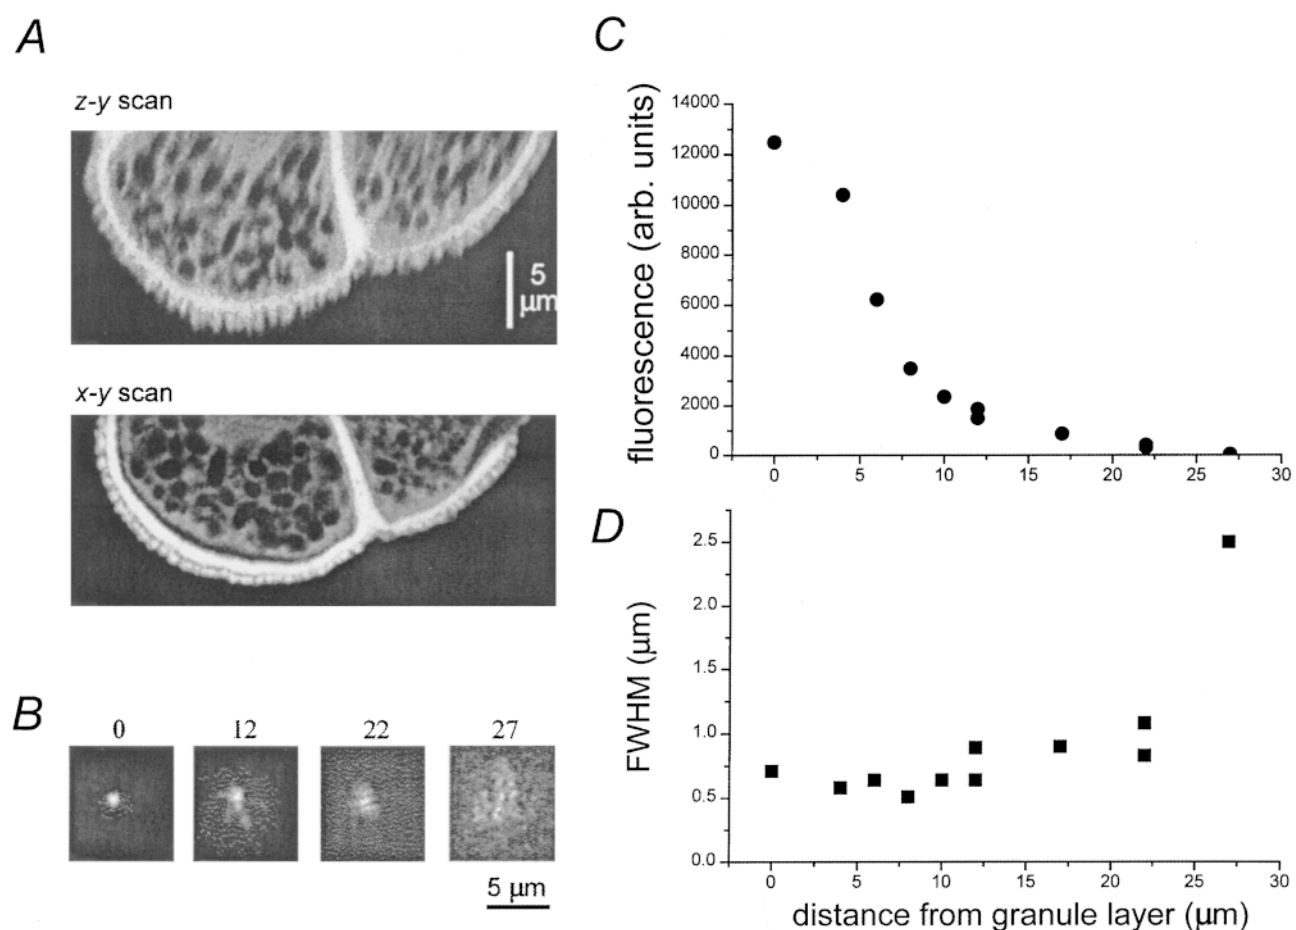 A
z-y scan
5
μm
x-y scan
B
0 12 22 27
5 μm
C
fluorescence (arb. units)
14000
12000
10000
8000
6000
4000
2000
0
0 5 10 15 20 25 30
D
FWHM (μm)
2.5
2.0
1.5
1.0
0.5
0.0
0 5 10 15 20 25 30
distance from granule layer (μm)